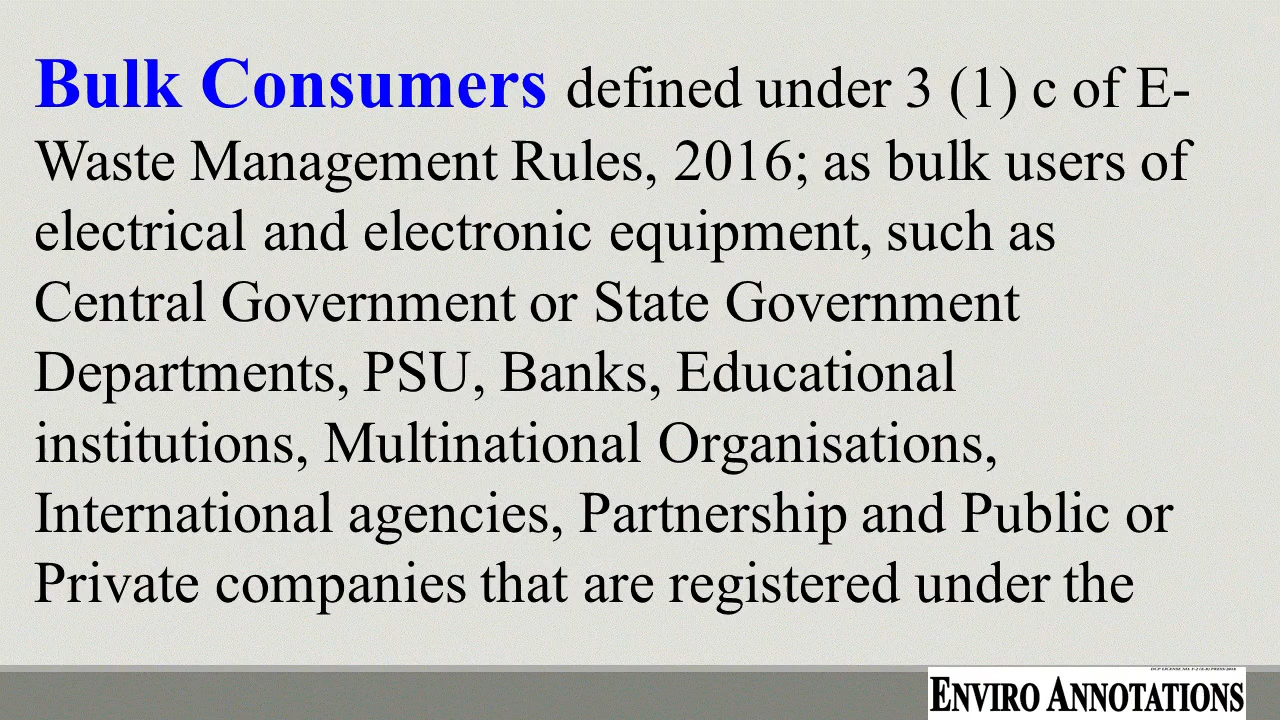 Bulk Consumers defined under 3 (1) c of E-
Waste Management Rules, 2016; as bulk users of
electrical and electronic equipment, such as
Central Government or State Government
Departments, PSU, Banks, Educational
institutions, Multinational Organisations,
International agencies, Partnership and Public or
Private companies that are registered under the
ENVIRO ANNOTATIONS